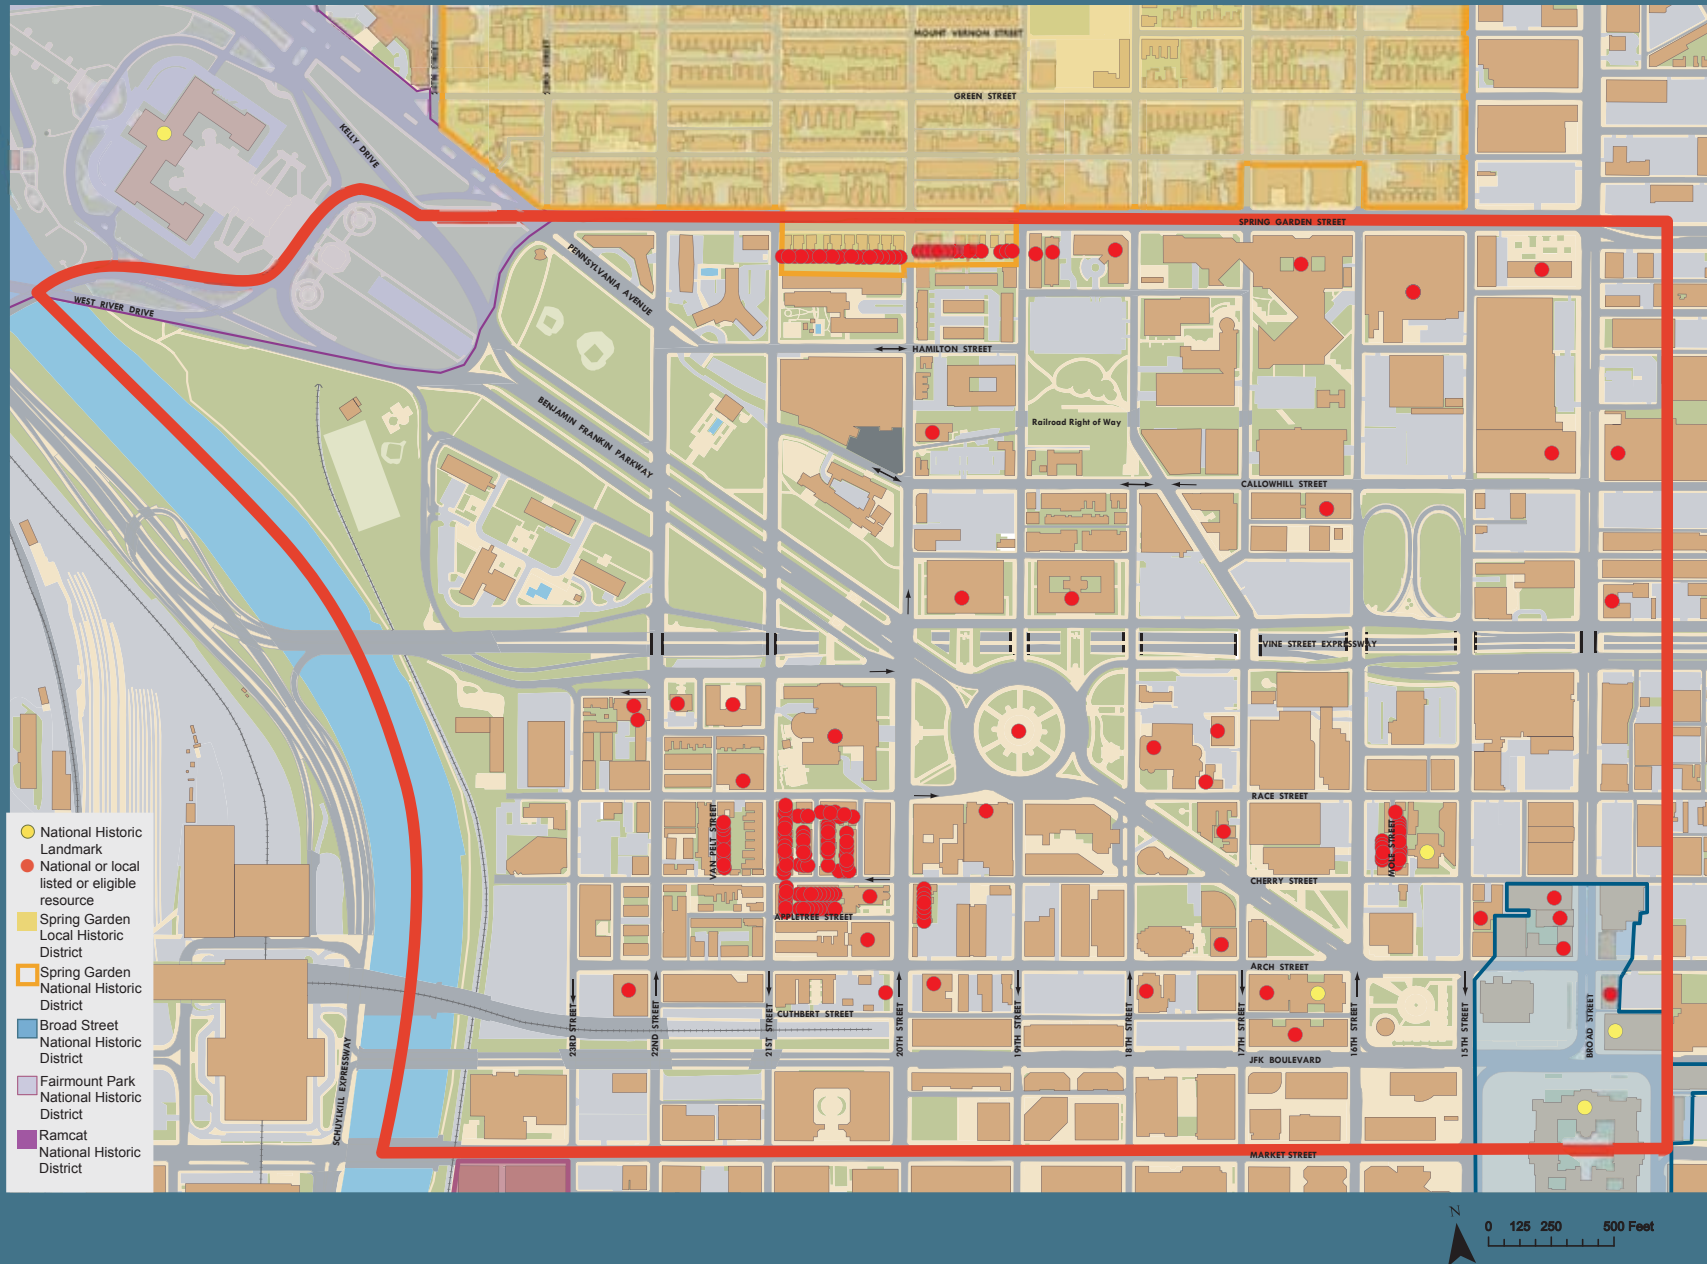 MOUNT VERNON STREET
24TH STREET
23RD STREET
GREEN STREET
KELLY DRIVE
SPRING GARDEN STREET
PENNSYLVANIA AVENUE
WEST RIVER DRIVE
HAMILTON STREET
BENJAMIN FRANKIN PARKWAY
Railroad Right of Way
CALLOWHILL STREET
VINE STREET EXPRESSWAY
RACE STREET
VAN PELT STREET
MOLE STREET
CHERRY STREET
APPLETREE STREET
ARCH STREET
CUTHBERT STREET
23RD STREET
22ND STREET
21ST STREET
20TH STREET
19TH STREET
18TH STREET
17TH STREET
16TH STREET
15TH STREET
BROAD STREET
JFK BOULEVARD
SCHUYLKILL EXPRESSWAY
MARKET STREET
National Historic
Landmark
National or local
listed or eligible
resource
Spring Garden
Local Historic
District
Spring Garden
National Historic
District
Broad Street
National Historic
District
Fairmount Park
National Historic
District
Ramcat
National Historic
District
N
0 125 250 500 Feet